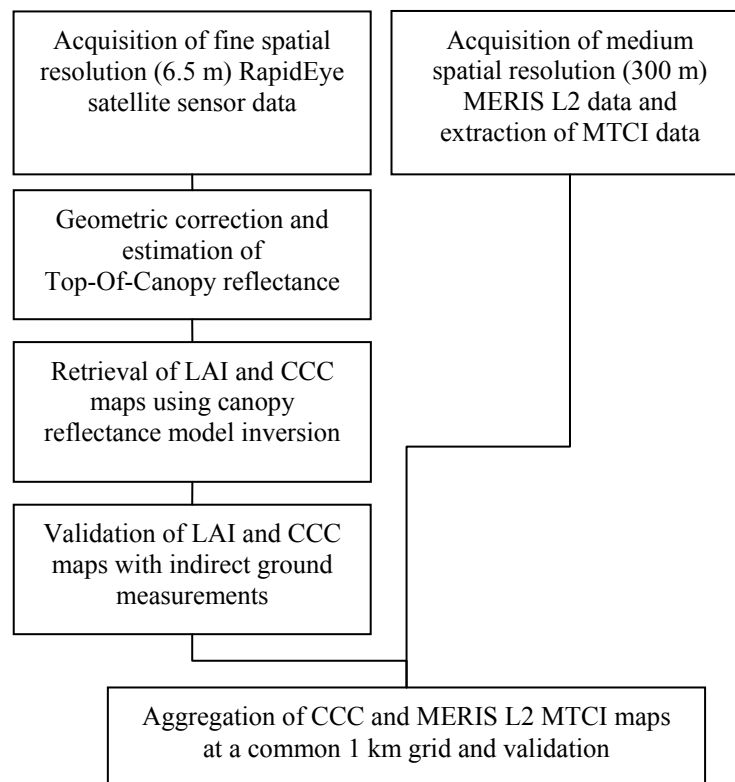 Acquisition of fine spatial
resolution (6.5 m) RapidEye
satellite sensor data
Acquisition of medium
spatial resolution (300 m)
MERIS L2 data and
extraction of MTCI data
Geometric correction and
estimation of
Top-Of-Canopy reflectance
Retrieval of LAI and CCC
maps using canopy
reflectance model inversion
Validation of LAI and CCC
maps with indirect ground
measurements
Aggregation of CCC and MERIS L2 MTCI maps
at a common 1 km grid and validation